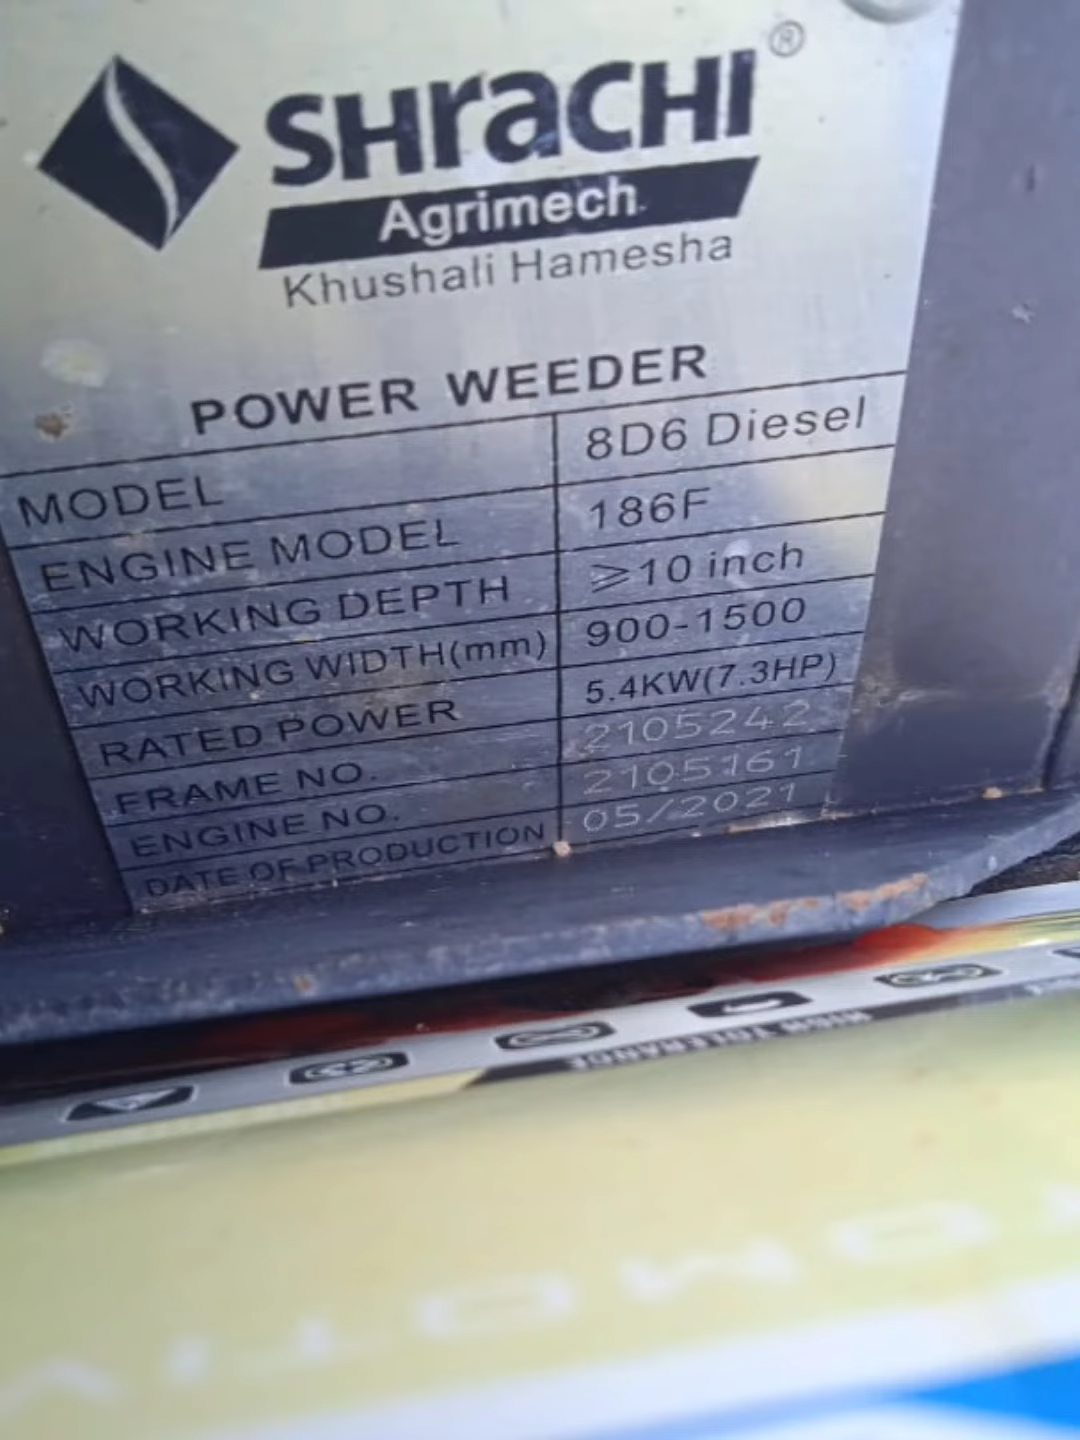 SHRACHI®
Agrimech
Khushali Hamesha
POWER WEEDER
MODEL 8D6 Diesel
ENGINE MODEL 186F
WORKING DEPTH ⩾10 inch
WORKING WIDTH(mm) 900-1500
RATED POWER 5.4KW(7.3HP)
FRAME NO. 2105242
ENGINE NO. 2105161
DATE OF PRODUCTION 05/2021
HIGH TOLERANCE